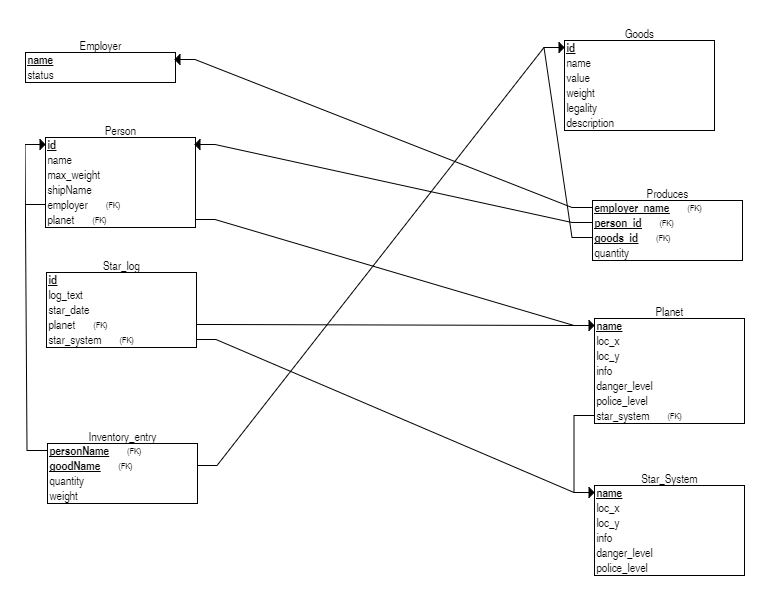 Employer
name
status
Person
id
name
max_weight
shipName
employer (FK)
planet (FK)
Star_log
id
log_text
star_date
planet (FK)
star_system (FK)
Inventory_entry
personName (FK)
goodName (FK)
quantity
weight
Goods
id
name
value
weight
legality
description
Produces
employer_name (FK)
person_id (FK)
goods_id (FK)
quantity
Planet
name
loc_x
loc_y
info
danger_level
police_level
star_system (FK)
Star_System
name
loc_x
loc_y
info
danger_level
police_level